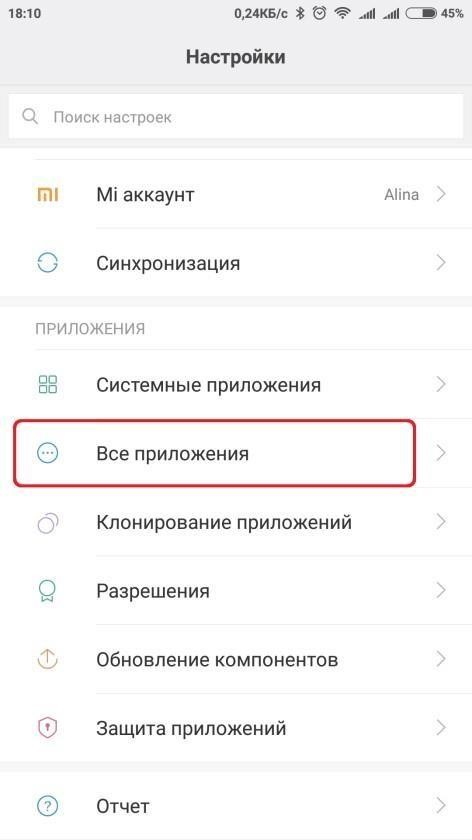 18:10 0,24КБ/с 45%
Настройки
Поиск настроек
Mi аккаунт Alina
Синхронизация
ПРИЛОЖЕНИЯ
Системные приложения
Все приложения
Клонирование приложений
Разрешения
Обновление компонентов
Защита приложений
Отчет